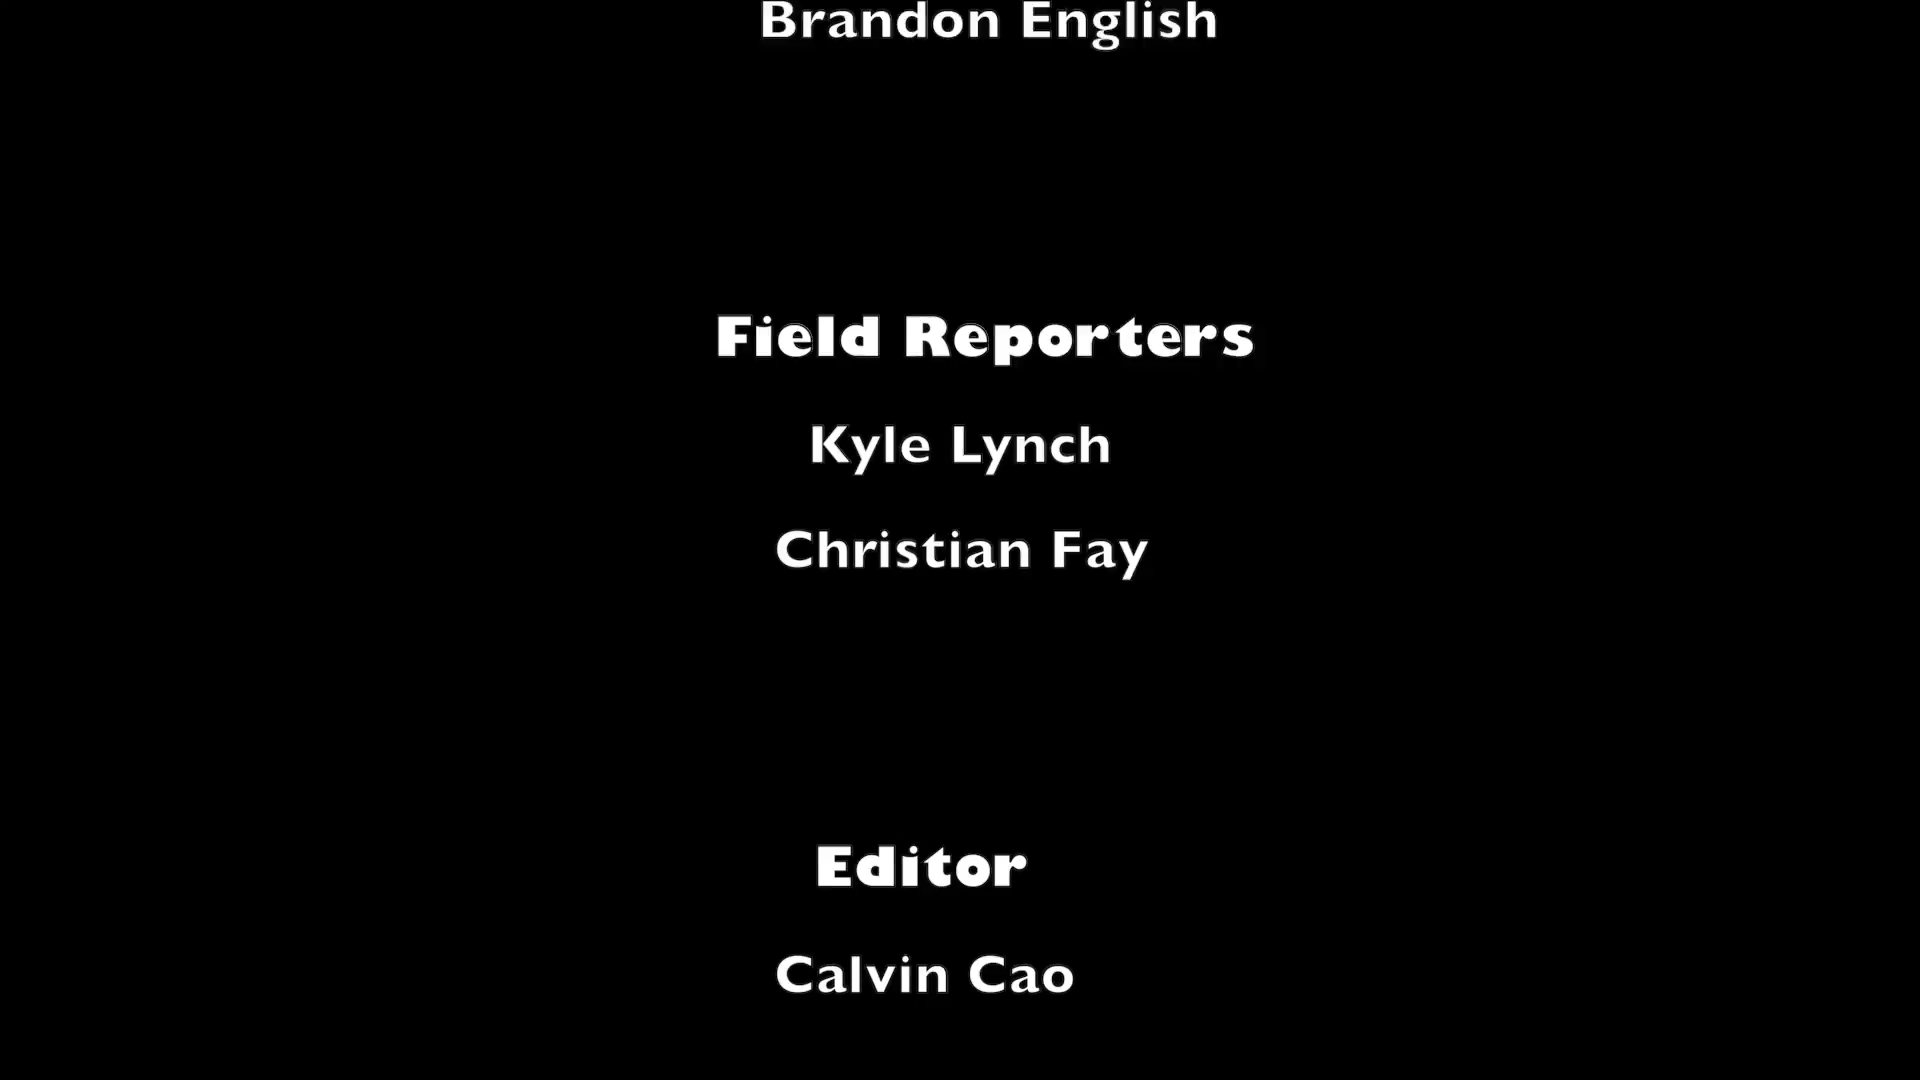 Brandon English
Field Reporters
Kyle Lynch
Christian Fay
Editor
Calvin Cao